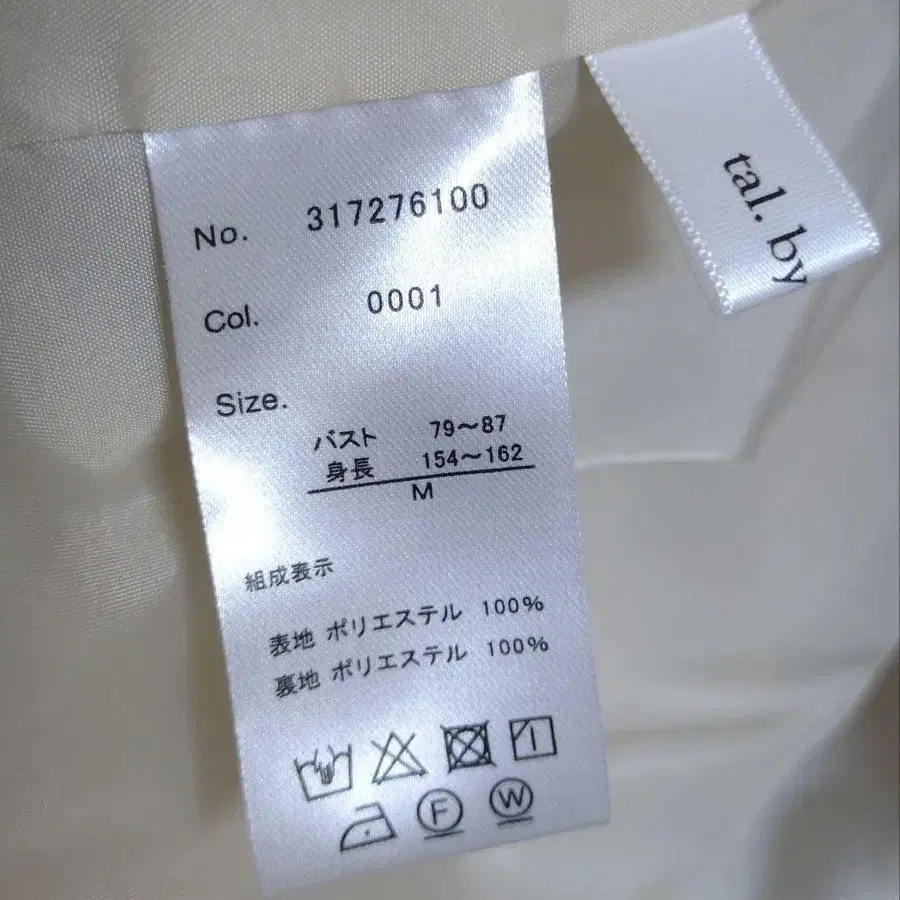 No. 317276100
Col. 0001
Size.
バスト 79～87
身長 154～162
M
組成表示
表地 ポリエステル 100%
裏地 ポリエステル 100%
F W
tal. by